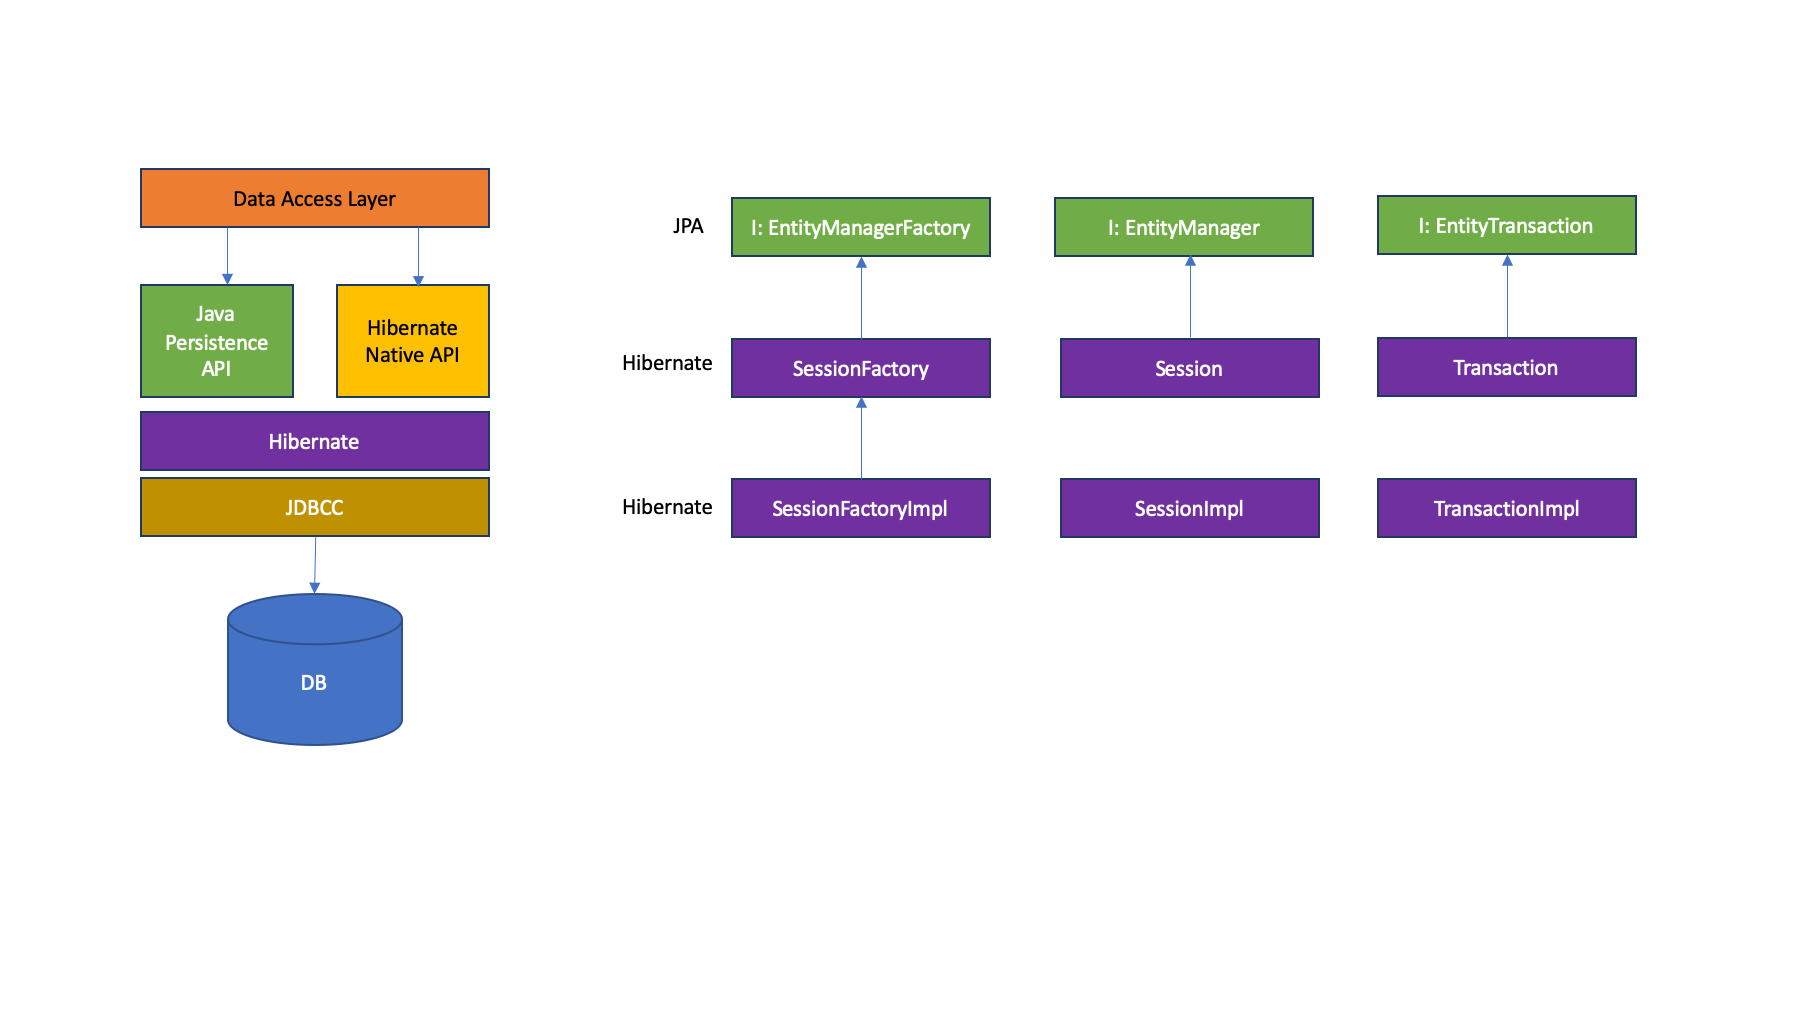 Data Access Layer
Java
Persistence
API
Hibernate
Native API
Hibernate
JDBCC
DB
JPA
I: EntityManagerFactory
I: EntityManager
I: EntityTransaction
Hibernate
SessionFactory
Session
Transaction
Hibernate
SessionFactoryImpl
SessionImpl
TransactionImpl